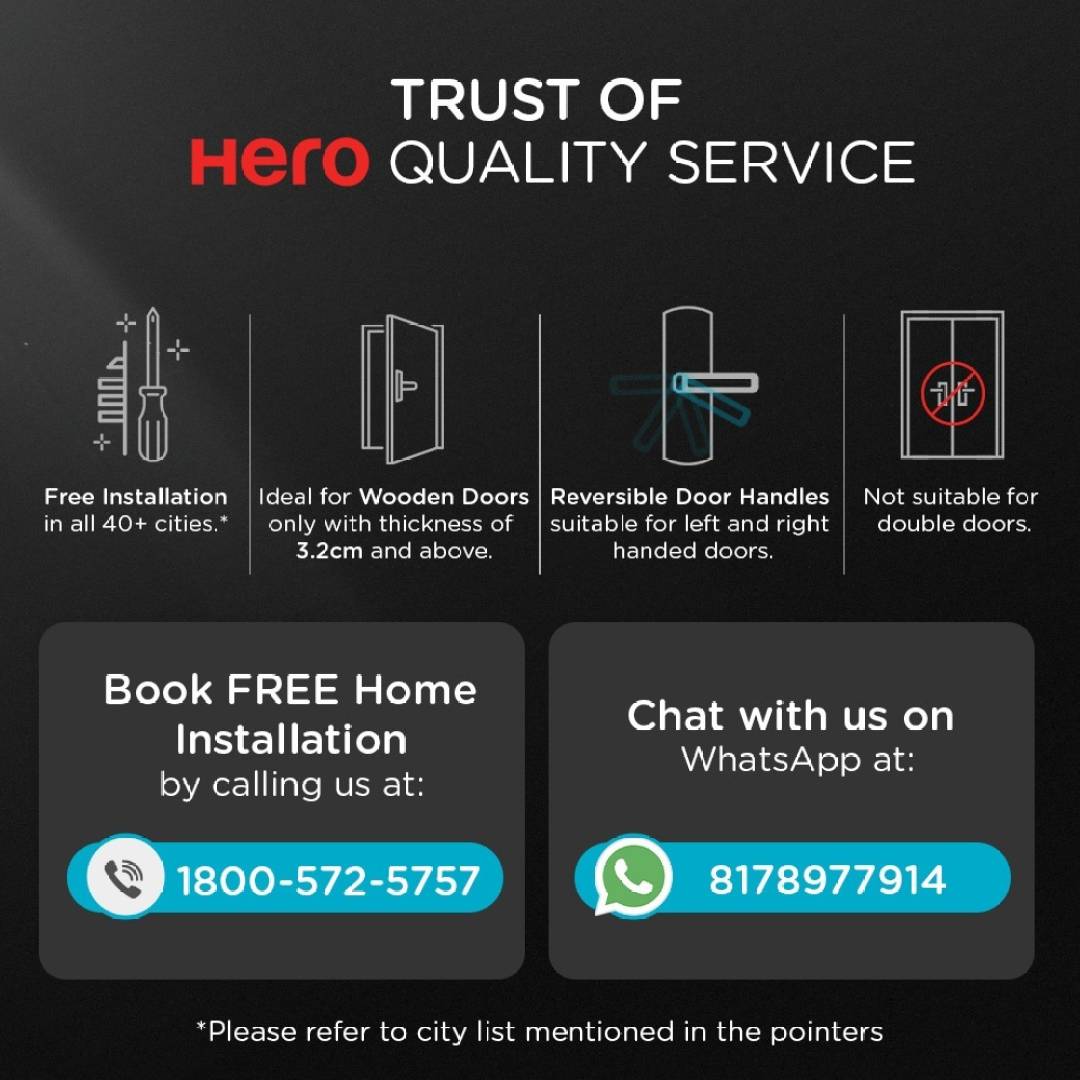 TRUST OF
Hero QUALITY SERVICE
Free Installation
in all 40+ cities.*
Ideal for Wooden Doors
only with thickness of
3.2cm and above.
Reversible Door Handles
suitable for left and right
handed doors.
Not suitable for
double doors.
Book FREE Home
Installation
by calling us at:
1800-572-5757
Chat with us on
WhatsApp at:
8178977914
*Please refer to city list mentioned in the pointers